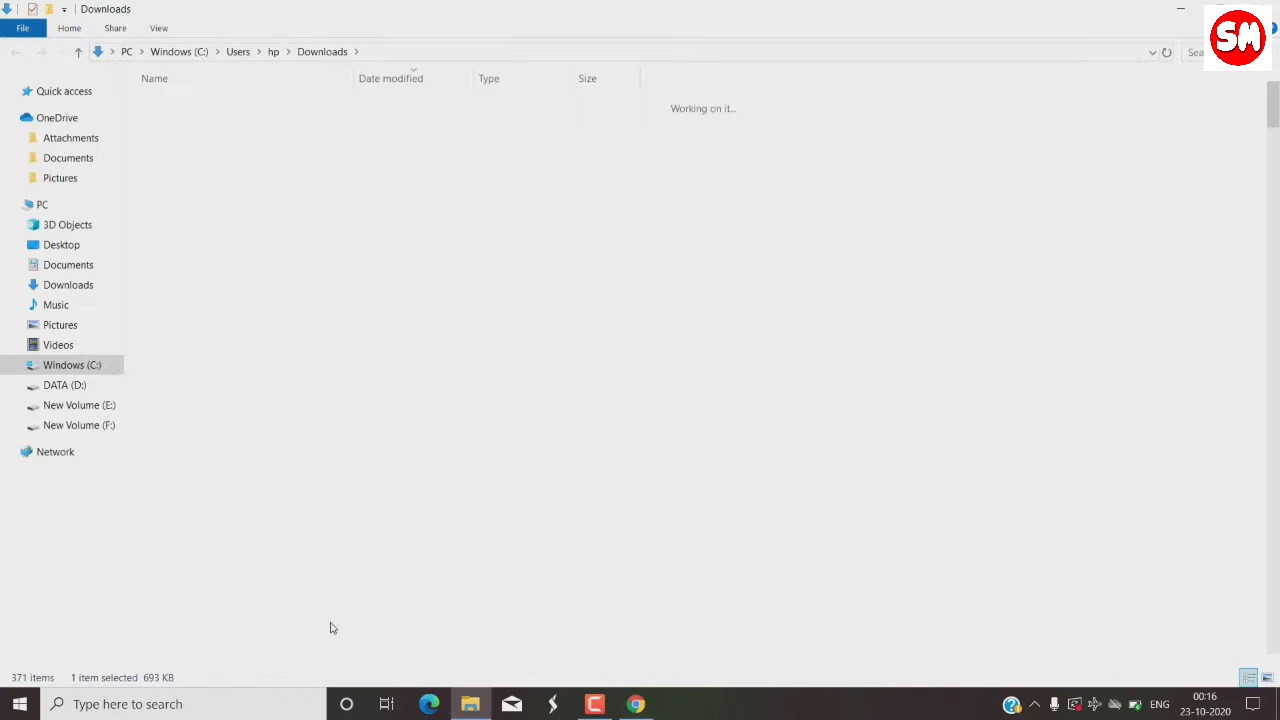 Downloads
File Home Share View
PC Windows (C:) Users hp Downloads
SM
Name Date modified Type Size
Working on it...
Quick access
OneDrive
Attachments
Documents
Pictures
PC
3D Objects
Desktop
Documents
Downloads
Music
Pictures
Videos
Windows (C:)
DATA (D:)
New Volume (E:)
New Volume (F:)
Network
371 items 1 item selected 693 KB
Type here to search
ENG
00:16
23-10-2020